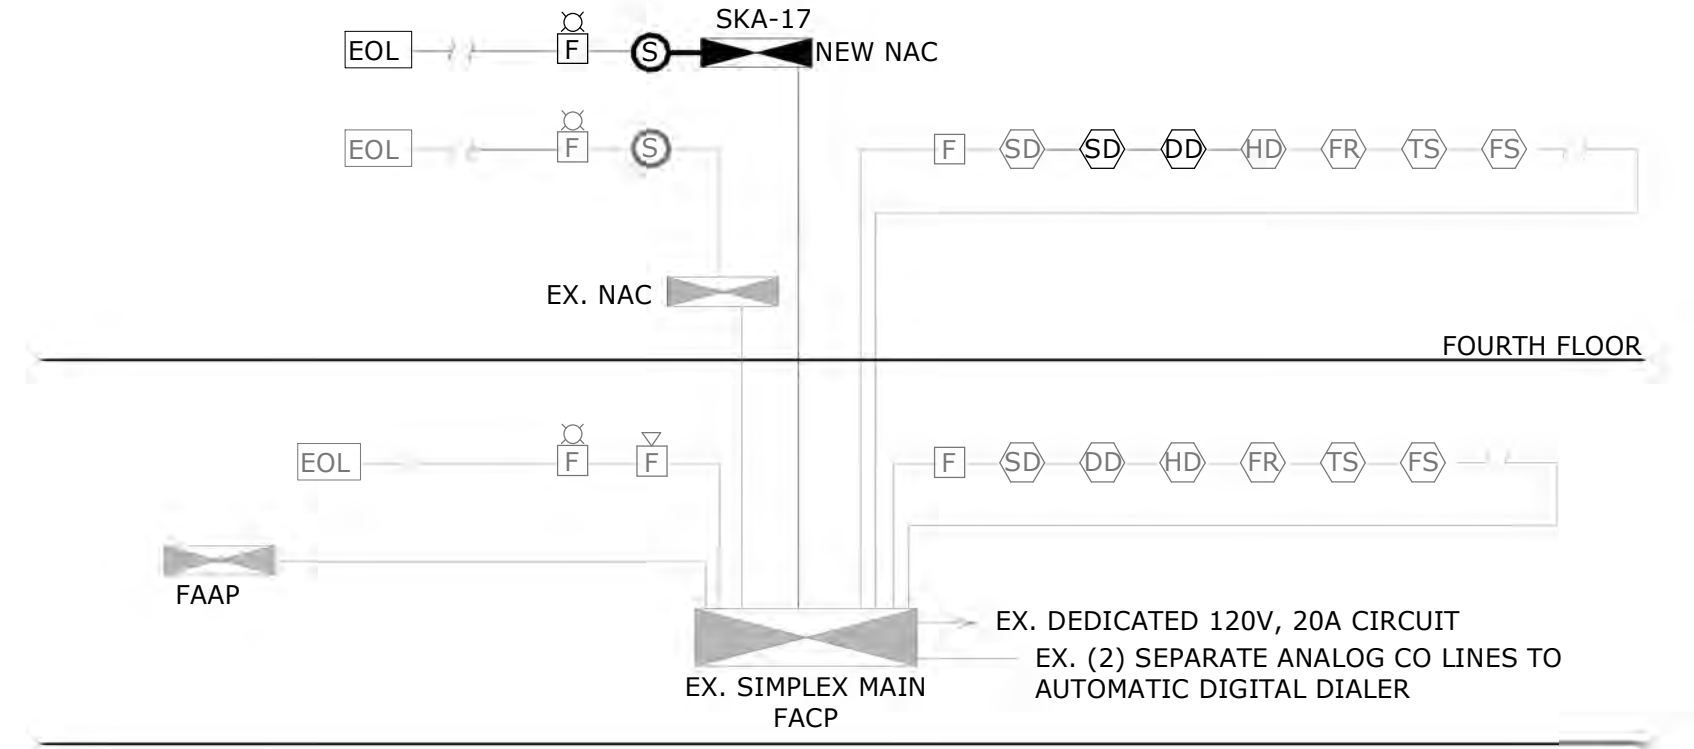 SKA-17
EOL F S NEW NAC
EOL F S F SD SD DD HD FR TS FS
EX. NAC
FOURTH FLOOR
EOL F F F SD DD HD FR TS FS
FAAP
EX. DEDICATED 120V, 20A CIRCUIT
EX. (2) SEPARATE ANALOG CO LINES TO
AUTOMATIC DIGITAL DIALER
EX. SIMPLEX MAIN
FACP